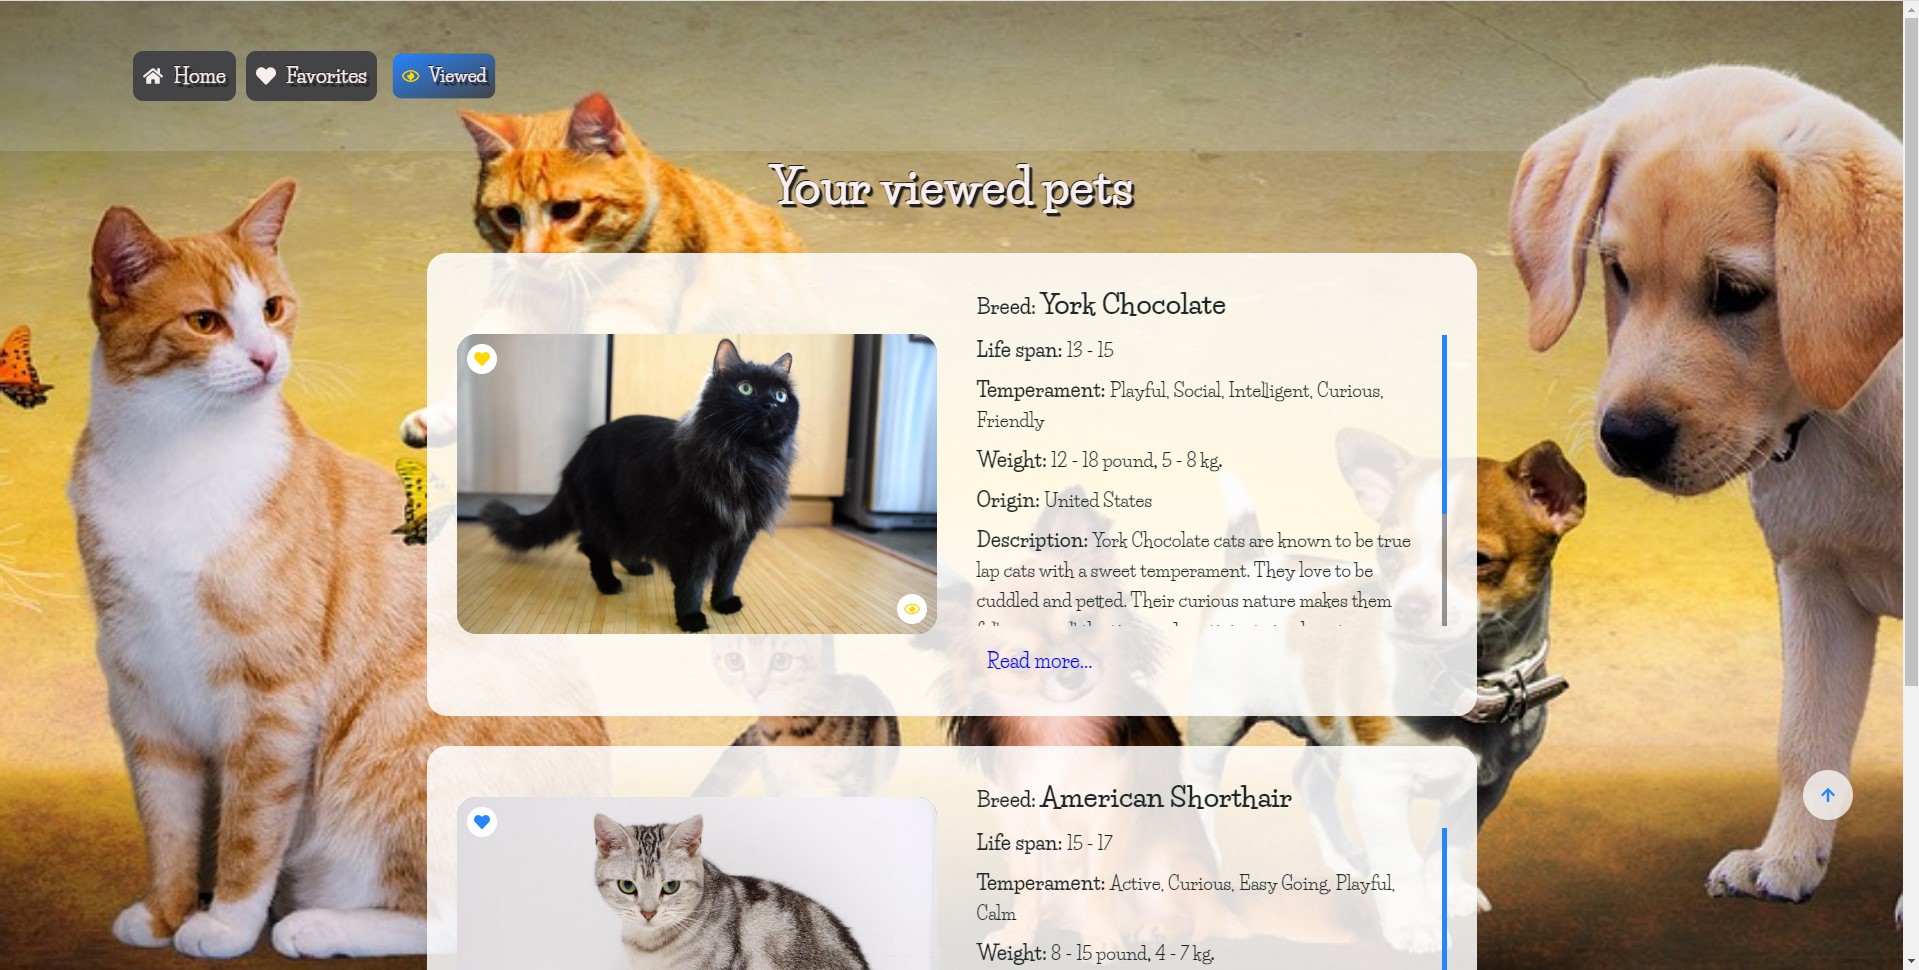 Home Favorites Viewed
Your viewed pets
Breed: York Chocolate
Life span: 13 - 15
Temperament: Playful, Social, Intelligent, Curious,
Friendly
Weight: 12 - 18 pound, 5 - 8 kg.
Origin: United States
Description: York Chocolate cats are known to be true
lap cats with a sweet temperament. They love to be
cuddled and petted. Their curious nature makes them
Read more...
Breed: American Shorthair
Life span: 15 - 17
Temperament: Active, Curious, Easy Going, Playful,
Calm
Weight: 8 - 15 pound, 4 - 7 kg.